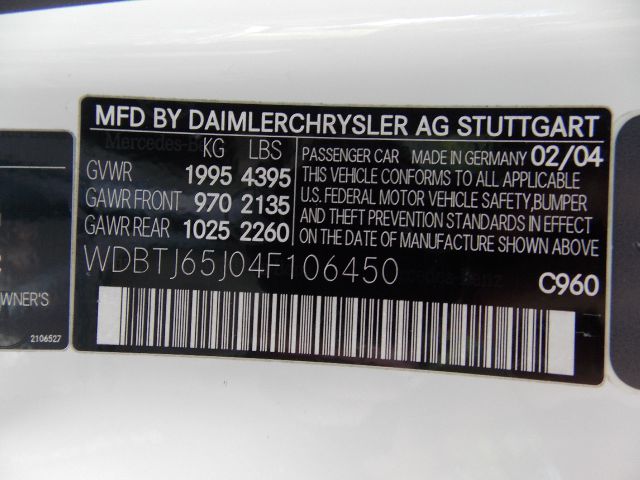 MFD BY DAIMLERCHRYSLER AG STUTTGART
Mercedes-Benz
KG LBS
GVWR 1995 4395
GAWR FRONT 970 2135
GAWR REAR 1025 2260
PASSENGER CAR MADE IN GERMANY 02/04
THIS VEHICLE CONFORMS TO ALL APPLICABLE
U.S. FEDERAL MOTOR VEHICLE SAFETY, BUMPER
AND THEFT PREVENTION STANDARDS IN EFFECT
ON THE DATE OF MANUFACTURE SHOWN ABOVE
WDBTJ65J04F106450
C960
WNER'S
2106527